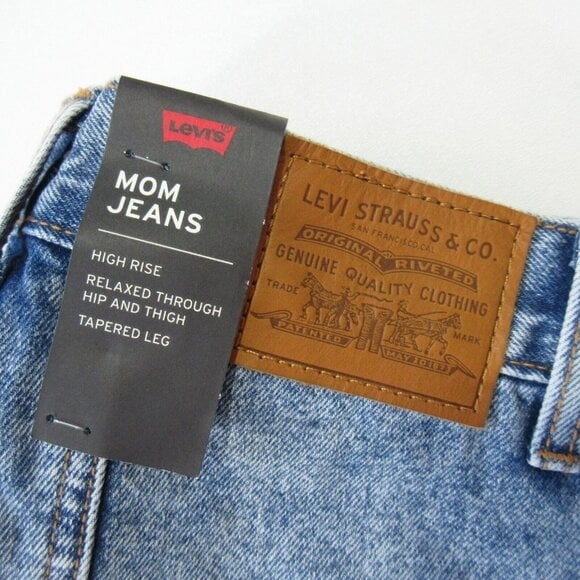 Levi's®
MOM
JEANS
HIGH RISE
RELAXED THROUGH
HIP AND THIGH
TAPERED LEG
LEVI STRAUSS & CO.
SAN FRANCISCO.CAL.
ORIGINAL RIVETED
GENUINE QUALITY CLOTHING
TRADE
MARK
PATENTED
MAY 20 1873